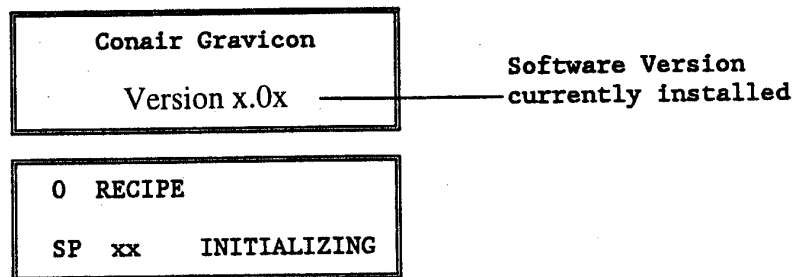 Conair Gravicon
Version x.0x
Software Version
currently installed
0 RECIPE
SP xx INITIALIZING